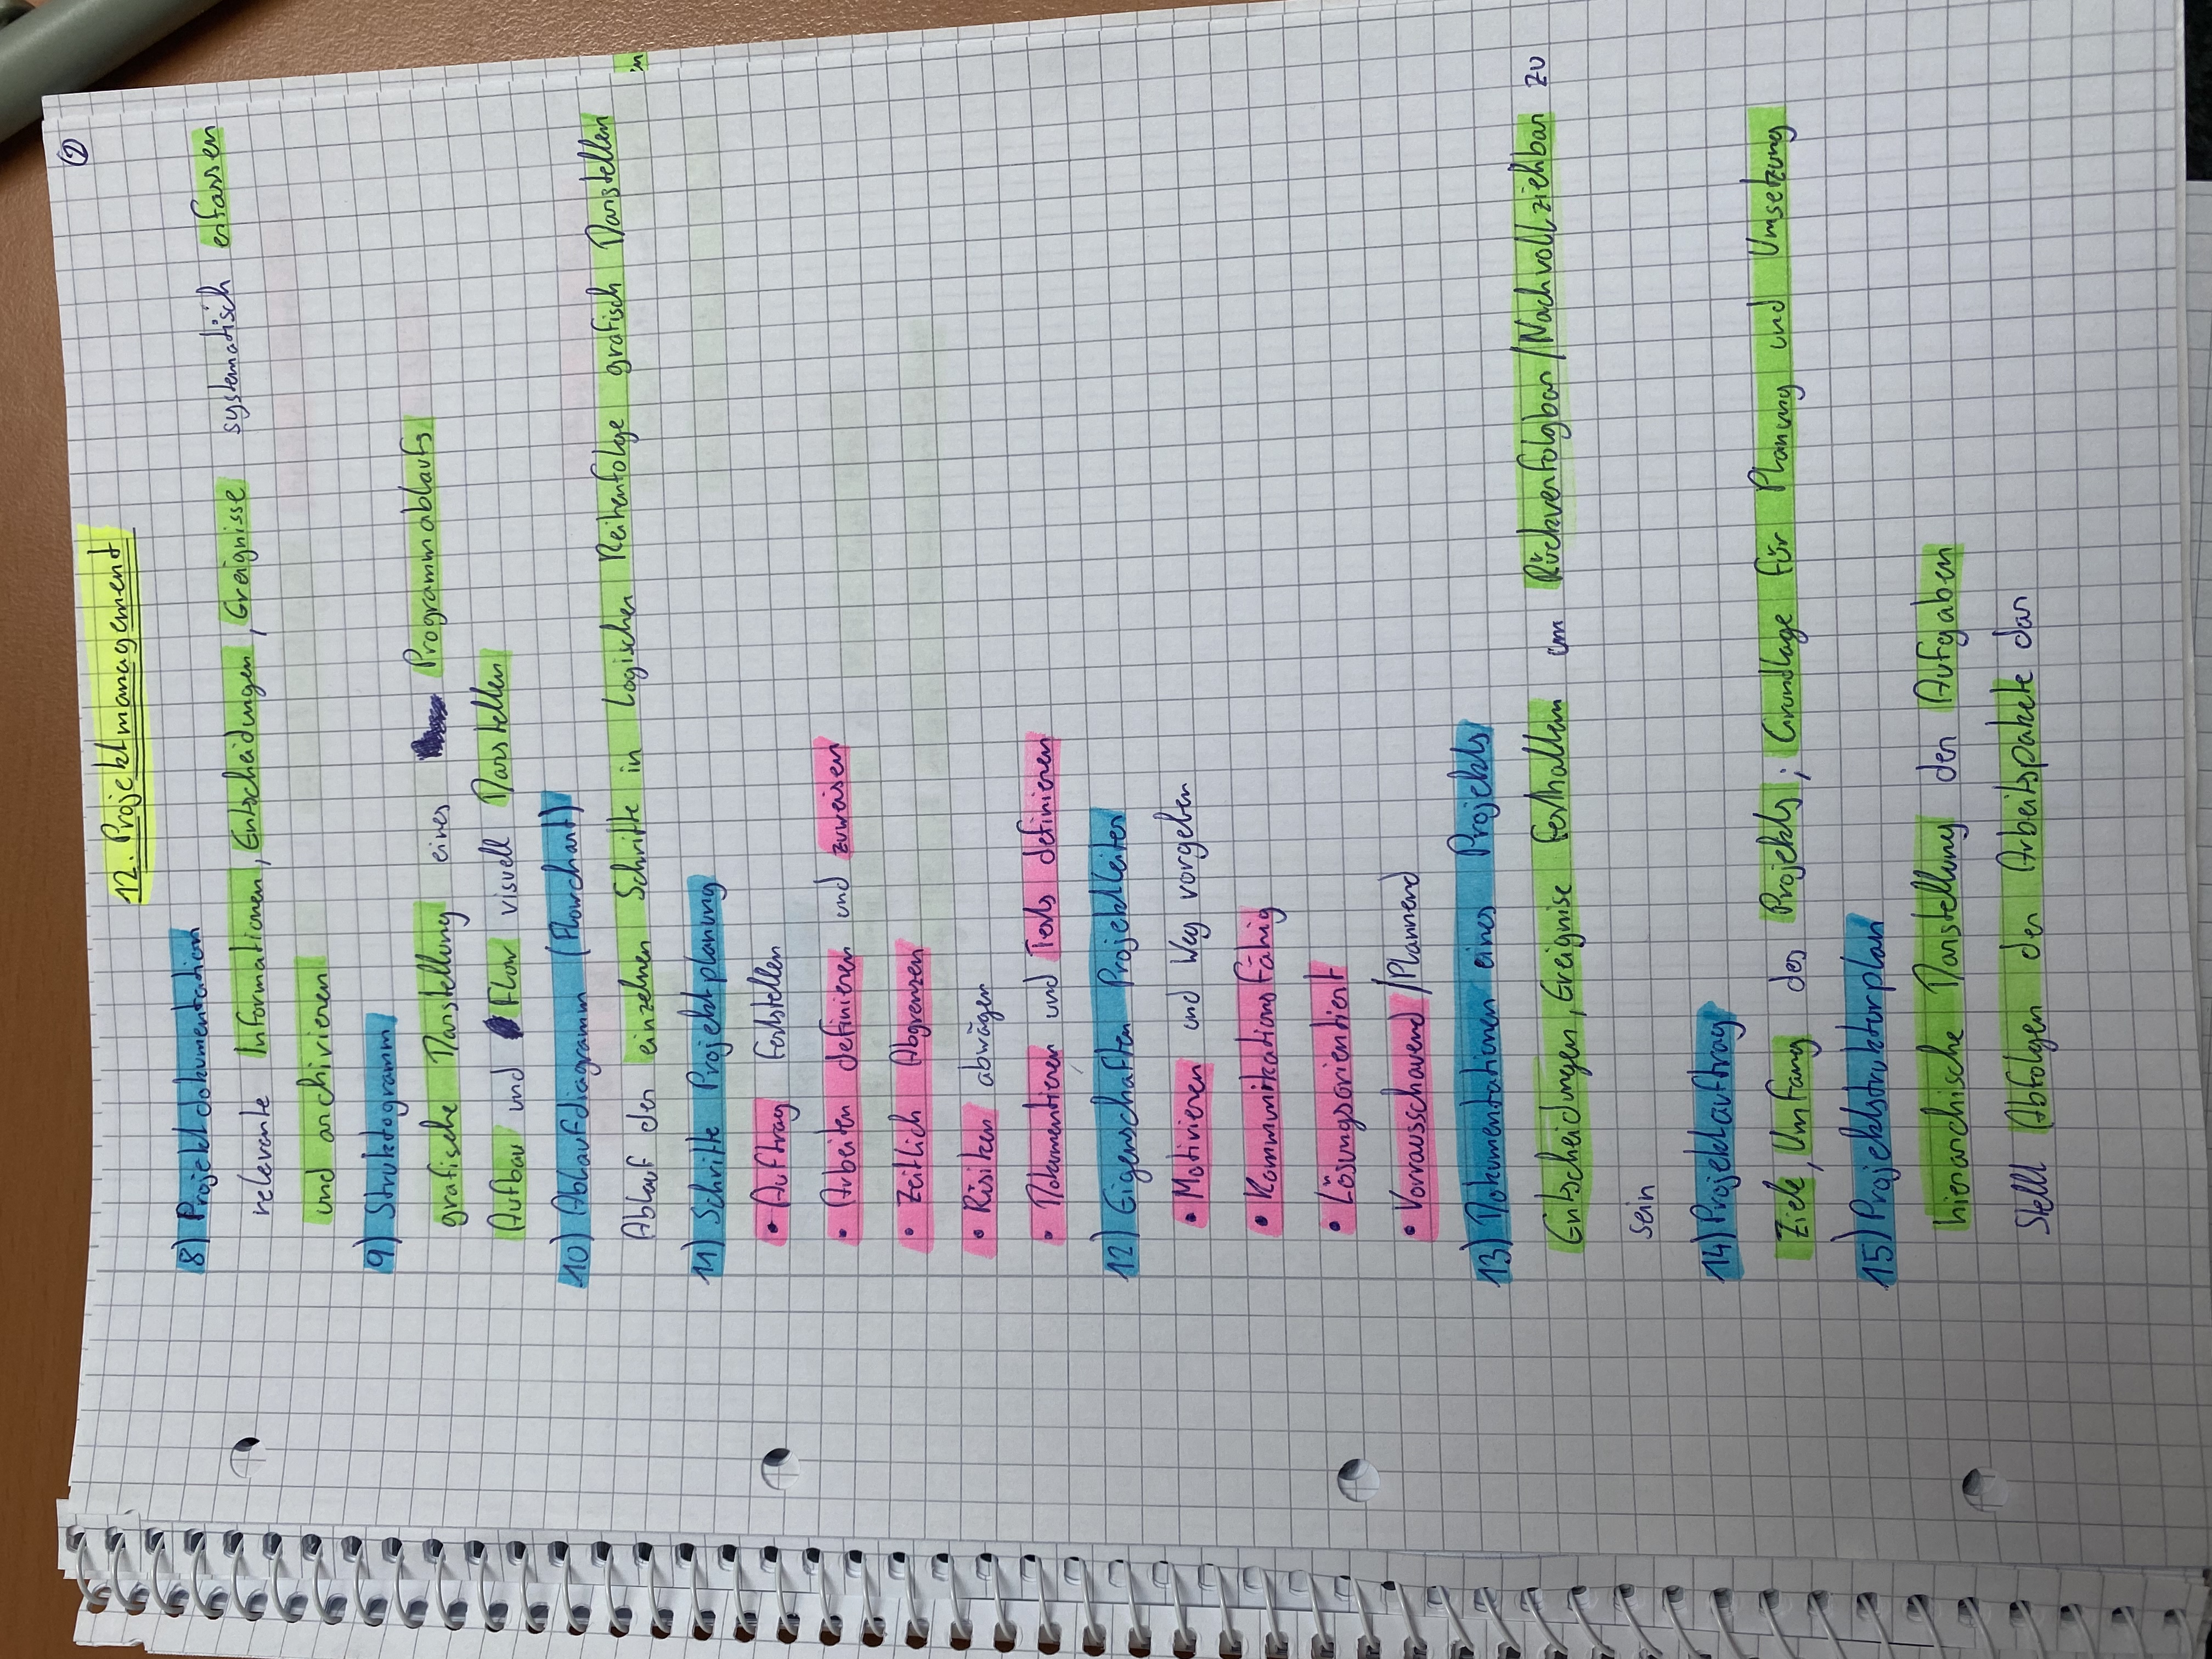 2
12. Projektmanagement
8) Projektdokumentation
relevante Informationen, Entscheidungen, Ereignisse systematisch erfassen
und archivieren
9) Struktogramm
grafische Darstellung eines Programmablaufs
Aufbau und Flow visuell Darstellen
10) Ablaufdiagramm (Flowchart)
Ablauf der einzelnen Schritte in Logischer Reihenfolge grafisch Darstellen
11) Schritte Projektplanung
• Auftrag Feststellen
• Arbeiten definieren und zuweisen
• Zeitlich Abgrenzen
• Risiken abwägen
• Dokumentieren und Tests definieren
12) Eigenschaften Projektleiter
• Motivieren und Weg vorgeben
• Kommunikationsfähig
• Lösungsorientiert
• Vorrausschauend/Plannend
13) Dokumentationen eines Projekts
Entscheidungen, Ereignise Festhalten um Rückverfolgbar/Nachvollziehbar zu
sein
14) Projektauftrag
Ziele, Umfang des Projekts; Grundlage für Planung und Umsetzung
15) Projektstrukturplan
hierarchische Darstellung der Aufgaben
Stellt Abfolgen der Arbeitspakete dar